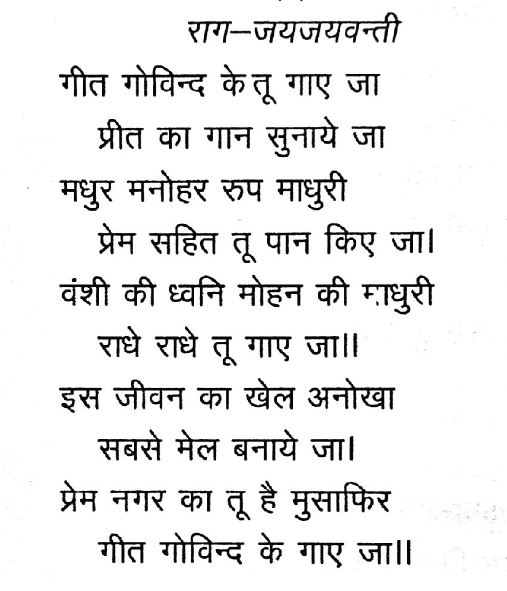 राग–जयजयवन्ती
गीत गोविन्द के तू गाए जा
प्रीत का गान सुनाये जा
मधुर मनोहर रुप माधुरी
प्रेम सहित तू पान किए जा।
वंशी की ध्वनि मोहन की माधुरी
राधे राधे तू गाए जा।।
इस जीवन का खेल अनोखा
सबसे मेल बनाये जा।
प्रेम नगर का तू है मुसाफिर
गीत गोविन्द के गाए जा।।